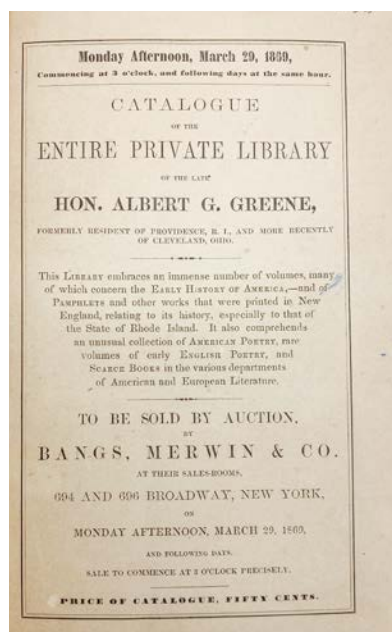 Monday Afternoon, March 29, 1869,
Commencing at 3 o'clock, and following days at the same hour.
CATALOGUE
OF THE
ENTIRE PRIVATE LIBRARY
OF THE LATE
HON. ALBERT G. GREENE,
FORMERLY RESIDENT OF PROVIDENCE, R. I., AND MORE RECENTLY
OF CLEVELAND, OHIO.
This LIBRARY embraces an immense number of volumes, many
of which concern the EARLY HISTORY OF AMERICA,—and of
PAMPHLETS and other works that were printed in New
England, relating to its history, especially to that of
the State of Rhode Island. It also comprehends
an unusual collection of AMERICAN POETRY, rare
volumes of early ENGLISH POETRY, and
SCARCE BOOKS in the various departments
of American and European Literature.
TO BE SOLD BY AUCTION,
BY
BANGS, MERWIN & CO.
AT THEIR SALES-ROOMS,
694 AND 696 BROADWAY, NEW YORK,
ON
MONDAY AFTERNOON, MARCH 29, 1869,
AND FOLLOWING DAYS.
SALE TO COMMENCE AT 3 O'CLOCK PRECISELY.
PRICE OF CATALOGUE, FIFTY CENTS.